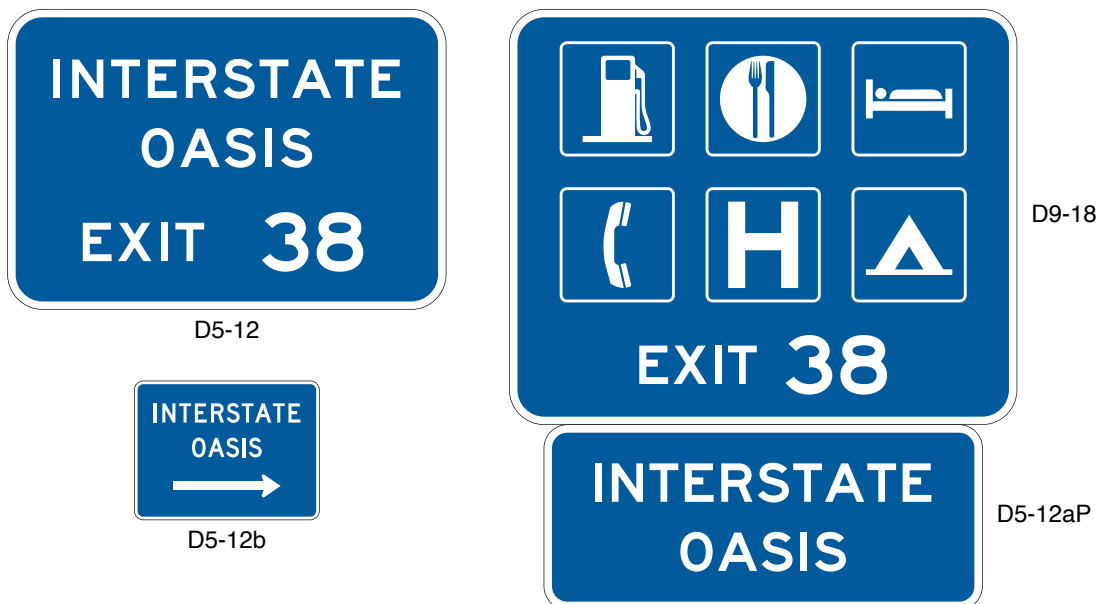 INTERSTATE
OASIS
EXIT 38
D5-12
INTERSTATE
OASIS
D5-12b
H
EXIT 38
D9-18
INTERSTATE
OASIS
D5-12aP